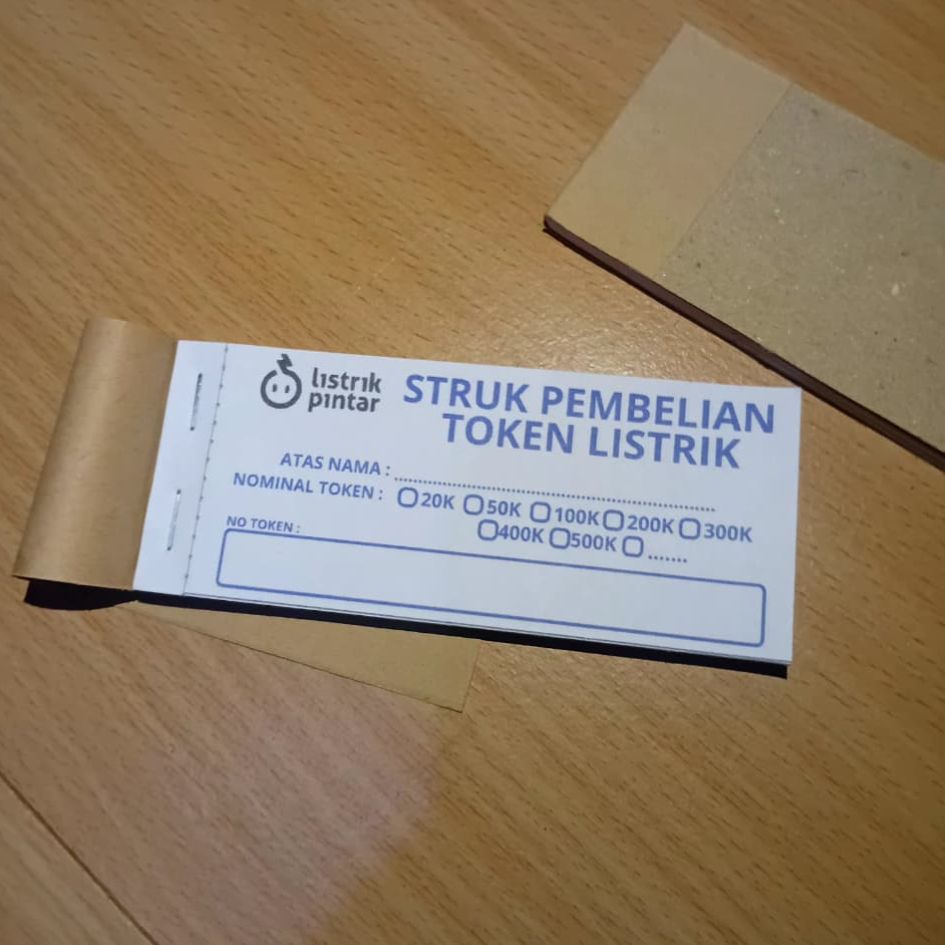 listrik
pintar
STRUK PEMBELIAN
TOKEN LISTRIK
ATAS NAMA : ..........................................................
NOMINAL TOKEN : 20K 50K 100K 200K 300K
400K 500K .......
NO TOKEN :